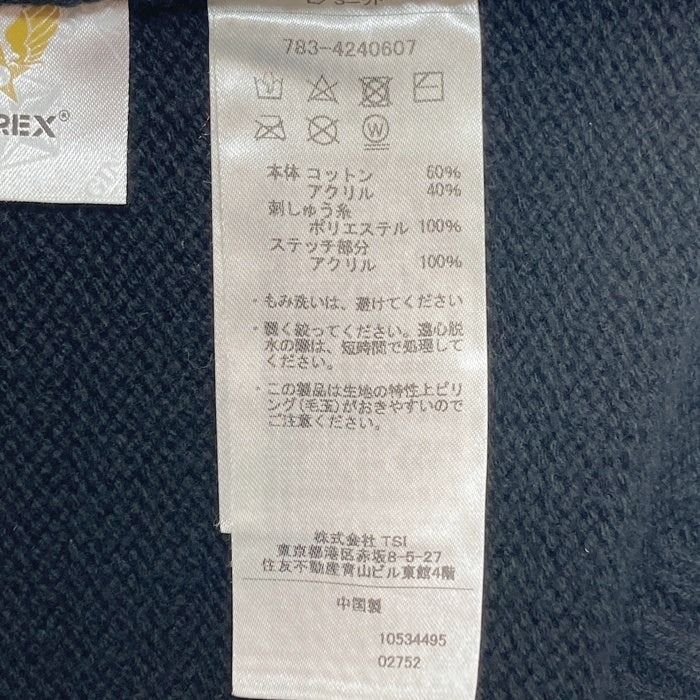 REX®
783-4240607
W
本体 コットン 60%
アクリル 40%
刺しゅう糸
ポリエステル 100%
ステッチ部分
アクリル 100%
・もみ洗いは、避けてください
・軽く絞ってください。遠心脱
水の際は、短時間で処理して
ください。
・この製品は生地の特性上ピリ
ング(毛玉)がおきやすいので
ご注意ください。
株式会社 TSI
東京都港区赤坂8-5-27
住友不動産青山ビル東館4階
中国製
10534495
02752